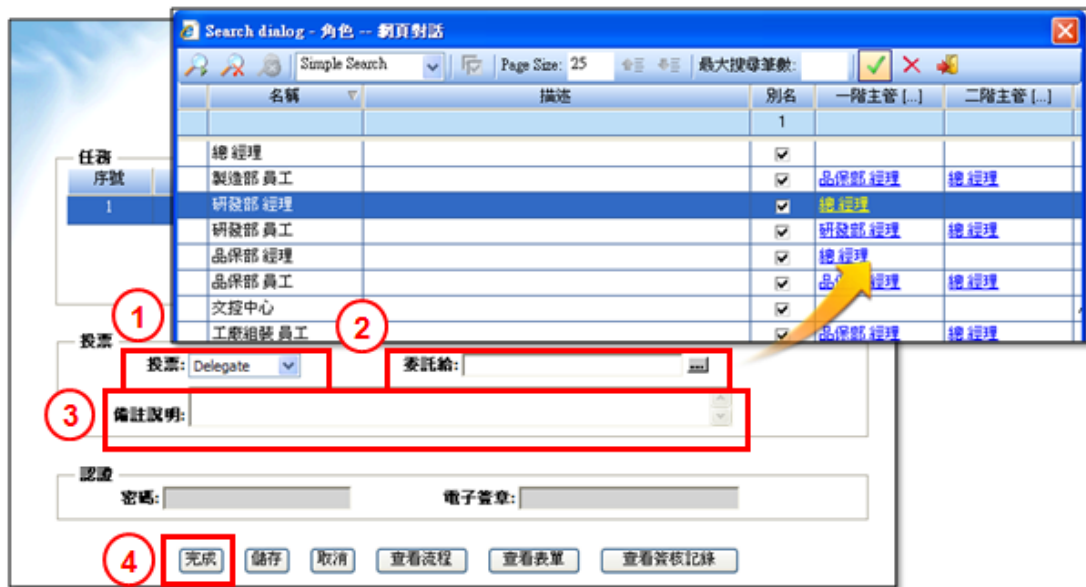 Search dialog - 角色 -- 網頁對話
Simple Search Page Size: 25 最大搜尋筆數:
名稱 描述 別名 一階主管 [...] 二階主管 [...]
1
總經理
製造部 員工 品保部 經理 總 經理
研發部 經理 總 經理
研發部 員工 研發部 經理 總 經理
品保部 經理 總 經理
品保部 員工 品保部 經理 總 經理
交控中心
工廠組裝 員工 品保部 經理 總 經理
任務
序號
1
1
2
投票
投票: Delegate 委託給: ...
3
備註說明:
認證
密碼: 電子簽章:
4
完成 儲存 取消 查看流程 查看表單 查看簽核記錄